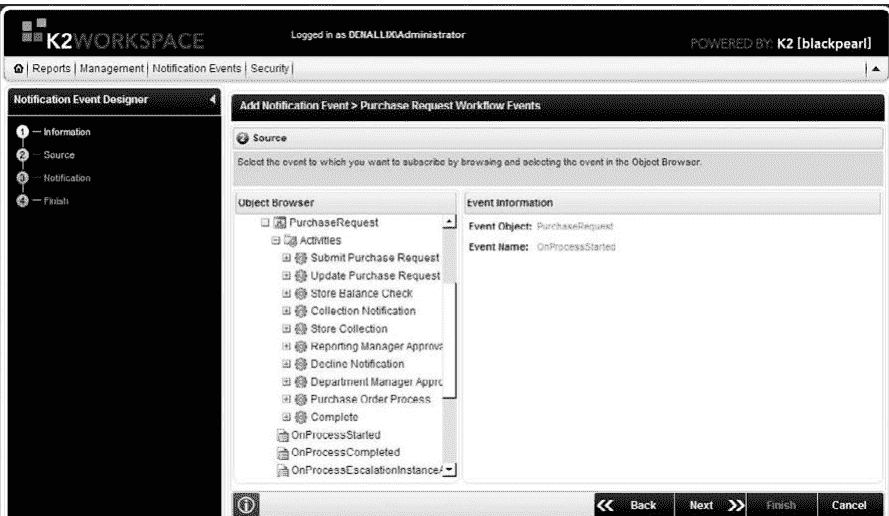 K2WORKSPACE
Logged in as DENALLIX\Administrator
POWERED BY: K2 [blackpearl]
Reports | Management | Notification Events | Security |
Notification Event Designer
1 Information
2 Source
3 Notification
4 Finish
Add Notification Event > Purchase Request Workflow Events
2 Source
Select the event to which you want to subscribe by browsing and selecting the event in the Object Browser.
Object Browser
PurchaseRequest
Activities
Submit Purchase Request
Update Purchase Request
Store Balance Check
Collection Notification
Store Collection
Reporting Manager Approva
Decline Notification
Department Manager Appro
Purchase Order Process
Complete
OnProcessStarted
OnProcessCompleted
OnProcessEscalationInstanceA
Event Information
Event Object: PurchaseRequest
Event Name: OnProcessStarted
Back Next Finish Cancel